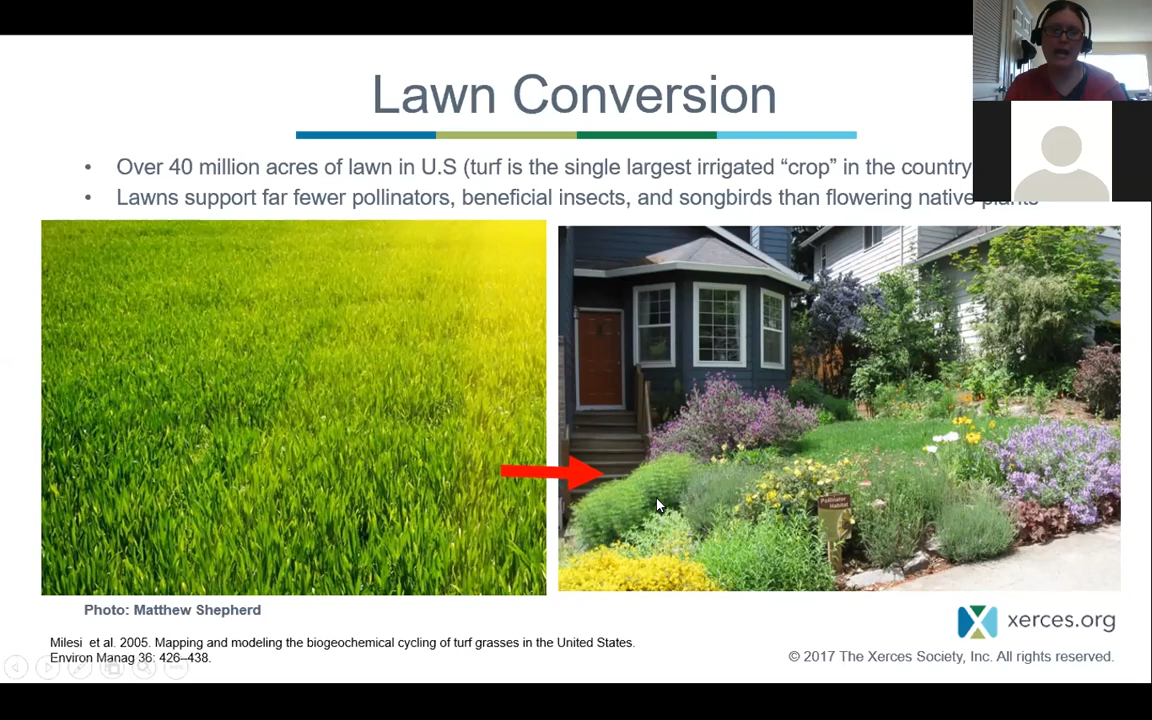 Lawn Conversion
• Over 40 million acres of lawn in U.S (turf is the single largest irrigated “crop” in the country
• Lawns support far fewer pollinators, beneficial insects, and songbirds than flowering native plants
Pollinator
Habitat
Photo: Matthew Shepherd
xerces.org
Milesi et al. 2005. Mapping and modeling the biogeochemical cycling of turf grasses in the United States.
Environ Manag 36: 426–438.
© 2017 The Xerces Society, Inc. All rights reserved.